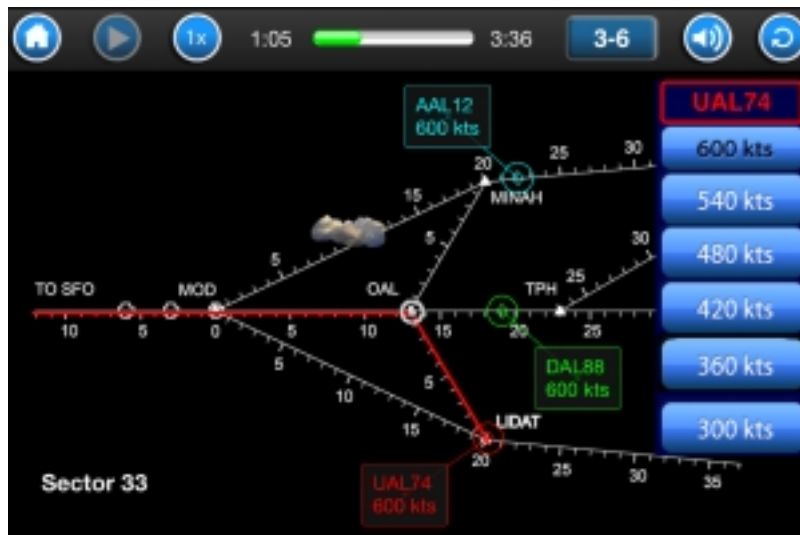 1x
1:05
3:36
3-6
AAL12
600 kts
UAL74
600 kts
540 kts
480 kts
420 kts
360 kts
300 kts
20
25
30
15
MINAH
5
5
30
TO SFO
MOD
OAL
TPH
25
10
5
0
5
10
15
20
25
5
5
DAL88
600 kts
10
15
LIDAT
20
25
30
35
Sector 33
UAL74
600 kts